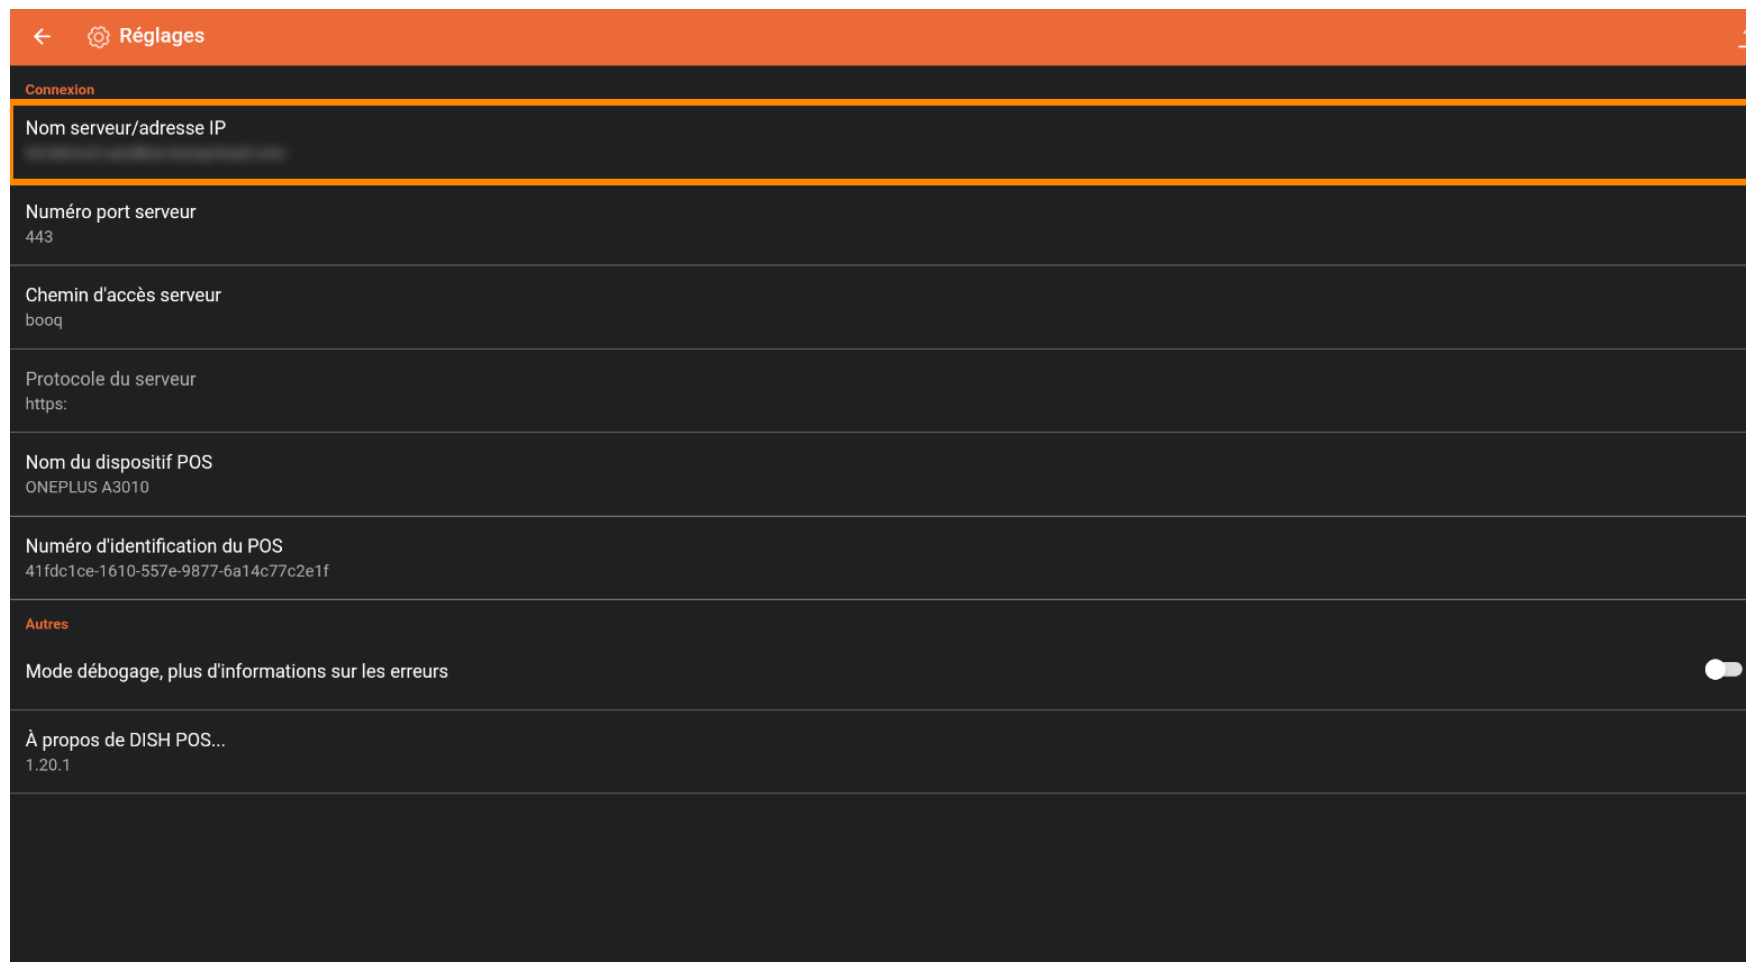 Réglages
Connexion
Nom serveur/adresse IP
Numéro port serveur
443
Chemin d'accès serveur
booq
Protocole du serveur
https:
Nom du dispositif POS
ONEPLUS A3010
Numéro d'identification du POS
41fdc1ce-1610-557e-9877-6a14c77c2e1f
Autres
Mode débogage, plus d'informations sur les erreurs
À propos de DISH POS...
1.20.1